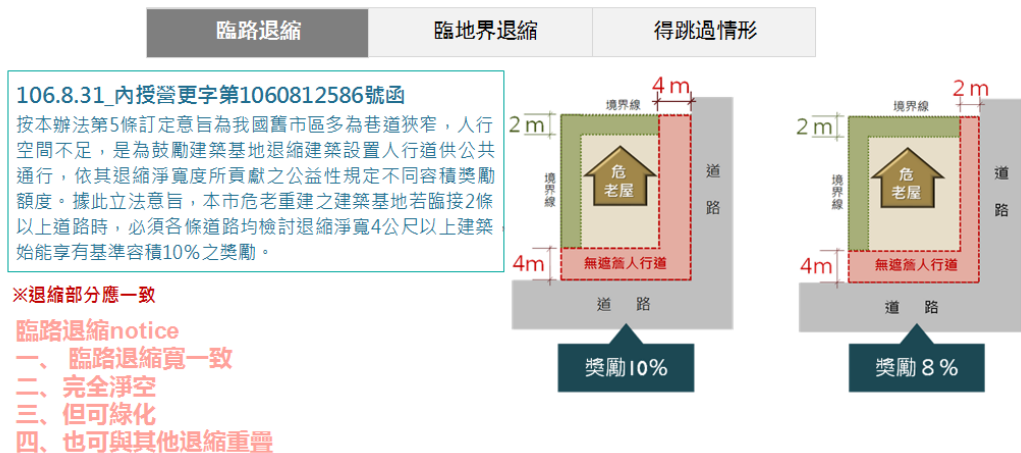 臨路退縮
臨地界退縮
得跳過情形
106.8.31_內授營更字第1060812586號函
按本辦法第5條訂定意旨為我國舊市區多為巷道狹窄，人行
空間不足，是為鼓勵建築基地退縮建築設置人行道供公共
通行，依其退縮淨寬度所貢獻之公益性規定不同容積獎勵
額度。據此立法意旨，本市危老重建之建築基地若臨接2條
以上道路時，必須各條道路均檢討退縮淨寬4公尺以上建築，
始能享有基準容積10%之獎勵。
※退縮部分應一致
臨路退縮notice
一、 臨路退縮寬一致
二、完全淨空
三、但可綠化
四、也可與其他退縮重疊
4 m
境界線
2 m
危
老屋
境界線
道
路
4m
無遮簷人行道
道 路
獎勵10%
2 m
境界線
2 m
危
老屋
境界線
道
路
4m
無遮簷人行道
道 路
獎勵 8 %